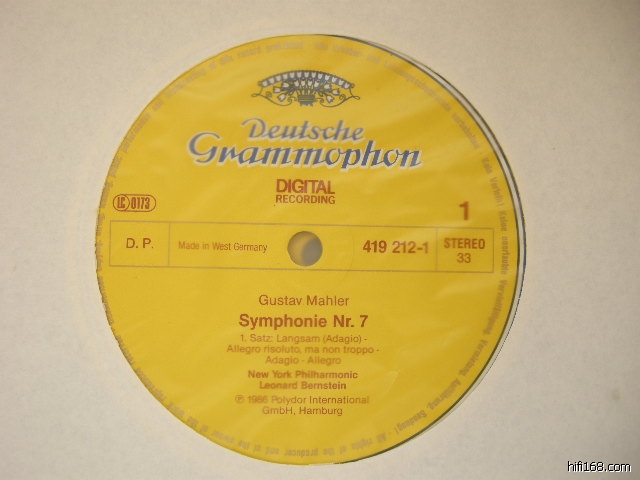 Deutsche
Grammophon
DIGITAL
RECORDING
LC 0173
1
D. P.
Made in West Germany
419 212-1
STEREO
33
Gustav Mahler
Symphonie Nr. 7
1. Satz: Langsam (Adagio) -
Allegro risoluto, ma non troppo -
Adagio - Allegro
New York Philharmonic
Leonard Bernstein
℗ 1986 Polydor International
GmbH, Hamburg
hifi168.com